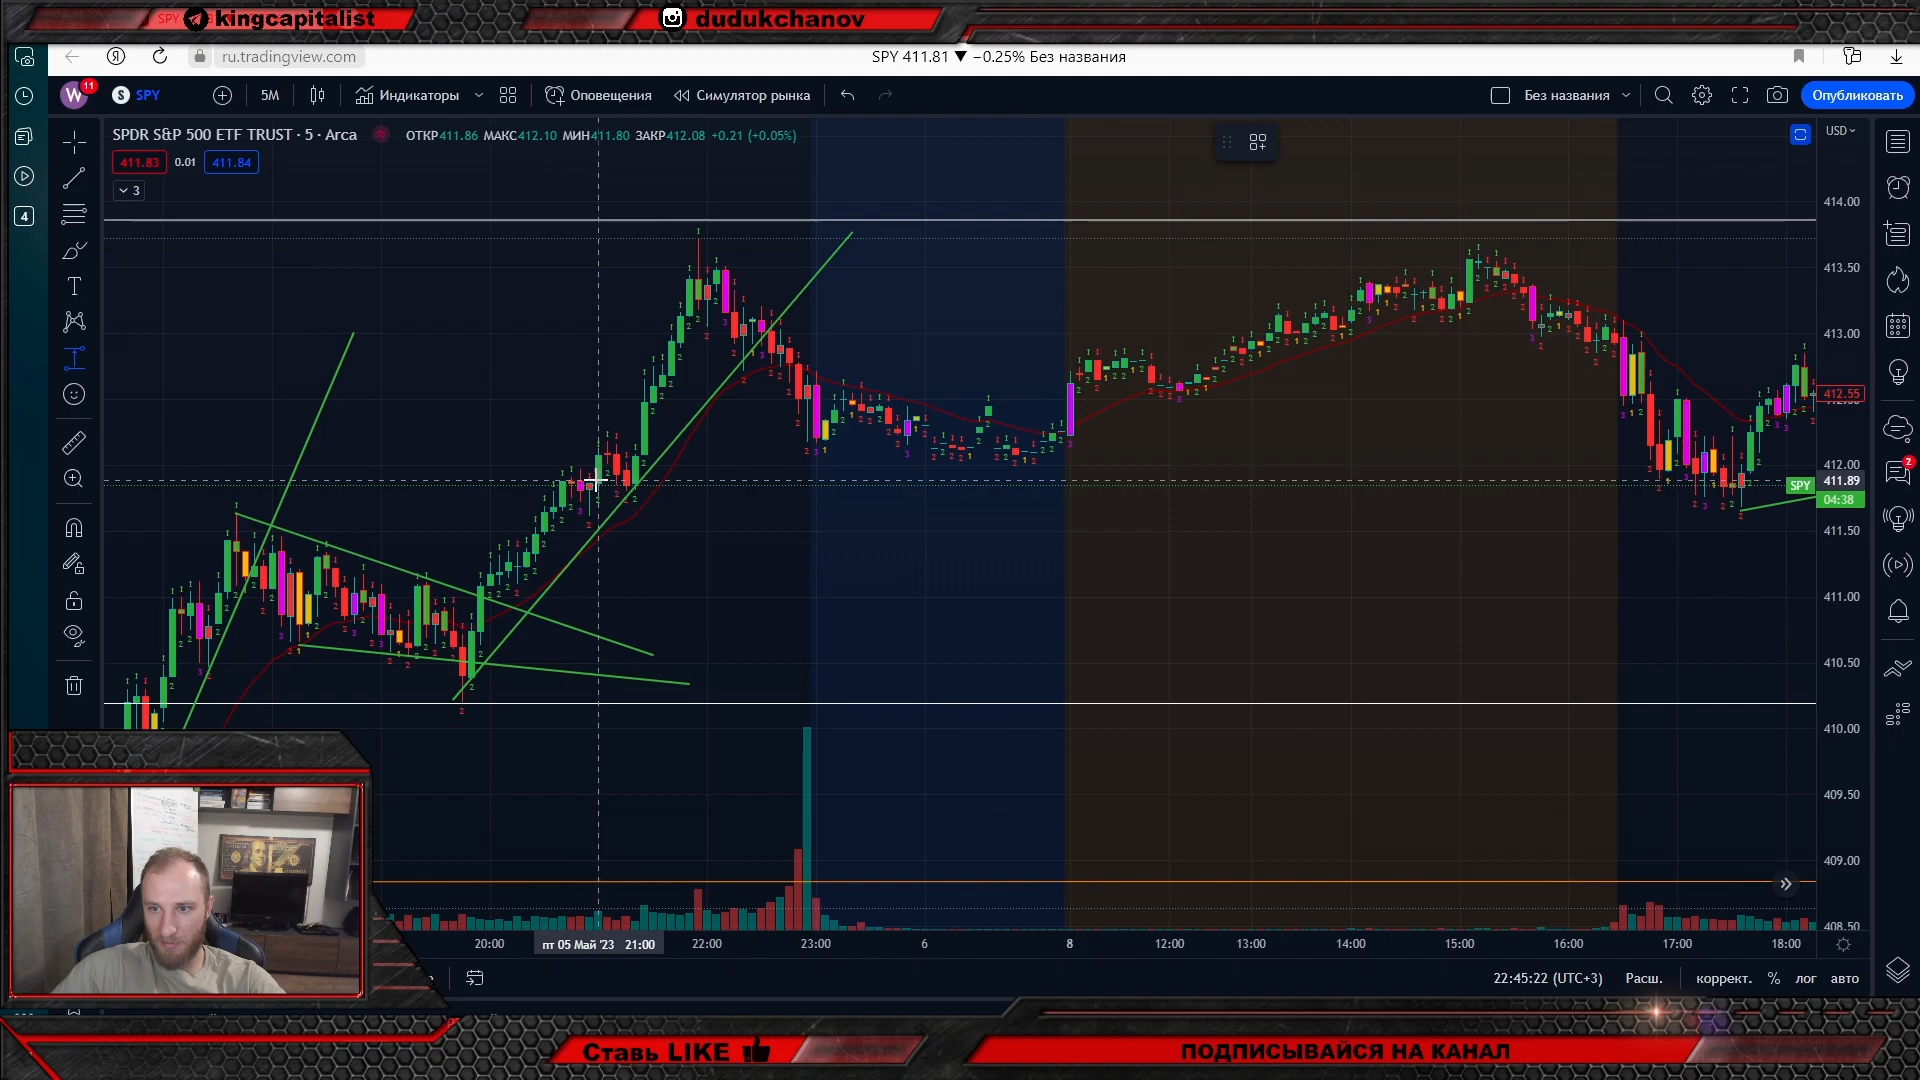 kingcapitalist
dudukchanov
ru.tradingview.com
SPY 411.81 ▼ −0.25% Без названия
W
11
S
SPY
5М
Индикаторы
Оповещения
Симулятор рынка
Без названия
Опубликовать
4
SPDR S&P 500 ETF TRUST · 5 · Arca
ОТКР411.86 МАКС412.10 МИН411.80 ЗАКР412.08 +0.21 (+0.05%)
USD
411.83
0.01
411.84
3
414.00
413.50
413.00
412.55
412.00
SPY
411.89
04:38
411.50
411.00
410.50
410.00
409.50
409.00
408.50
2
20:00
пт 05 Май '23 21:00
22:00
23:00
6
8
12:00
13:00
14:00
15:00
16:00
17:00
18:00
22:45:22 (UTC+3)
Расш.
коррект.
%
лог
авто
Ставь LIKE
ПОДПИСЫВАЙСЯ НА КАНАЛ